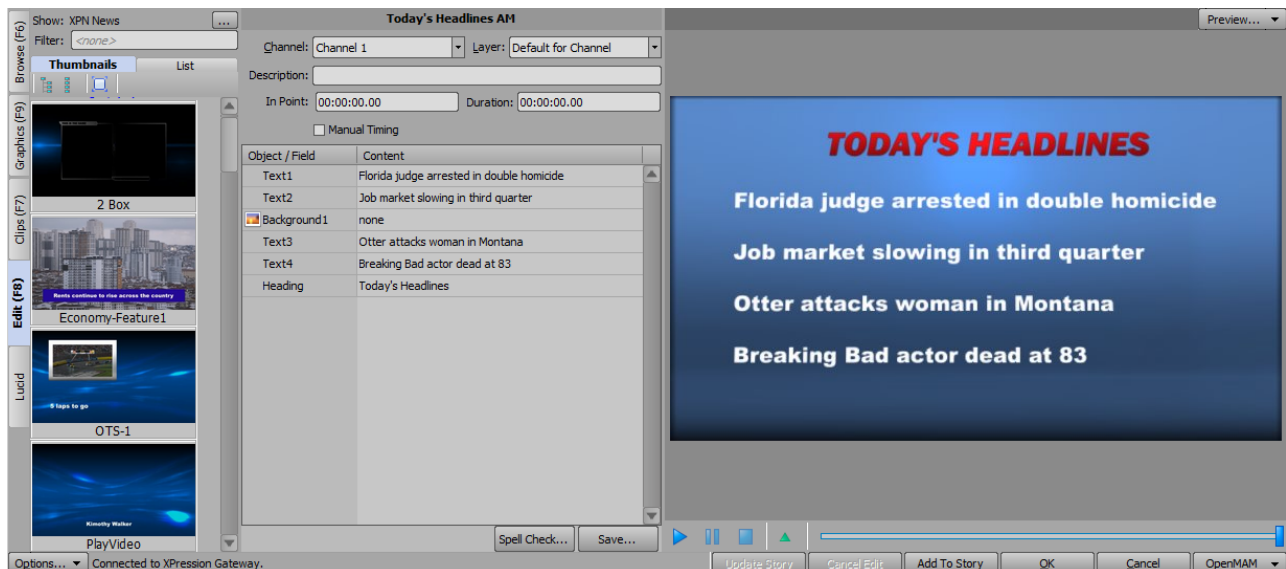 Show: XPN News
...
Filter: <none>
Thumbnails
List
Browse (F6)
Graphics (F9)
Clips (F7)
Edit (F8)
Lucid
2 Box
Rents continue to rise across the country
Economy-Feature1
5 laps to go
OTS-1
Kimothy Walker
PlayVideo
Today's Headlines AM
Channel: Channel 1 Layer: Default for Channel
Description:
In Point: 00:00:00.00 Duration: 00:00:00.00
Manual Timing
Object / Field Content
Text1 Florida judge arrested in double homicide
Text2 Job market slowing in third quarter
Background1 none
Text3 Otter attacks woman in Montana
Text4 Breaking Bad actor dead at 83
Heading Today's Headlines
Spell Check... Save...
Preview...
TODAY'S HEADLINES
Florida judge arrested in double homicide
Job market slowing in third quarter
Otter attacks woman in Montana
Breaking Bad actor dead at 83
Options... Connected to XPression Gateway.
Update Story Cancel Edit Add To Story OK Cancel OpenMAM